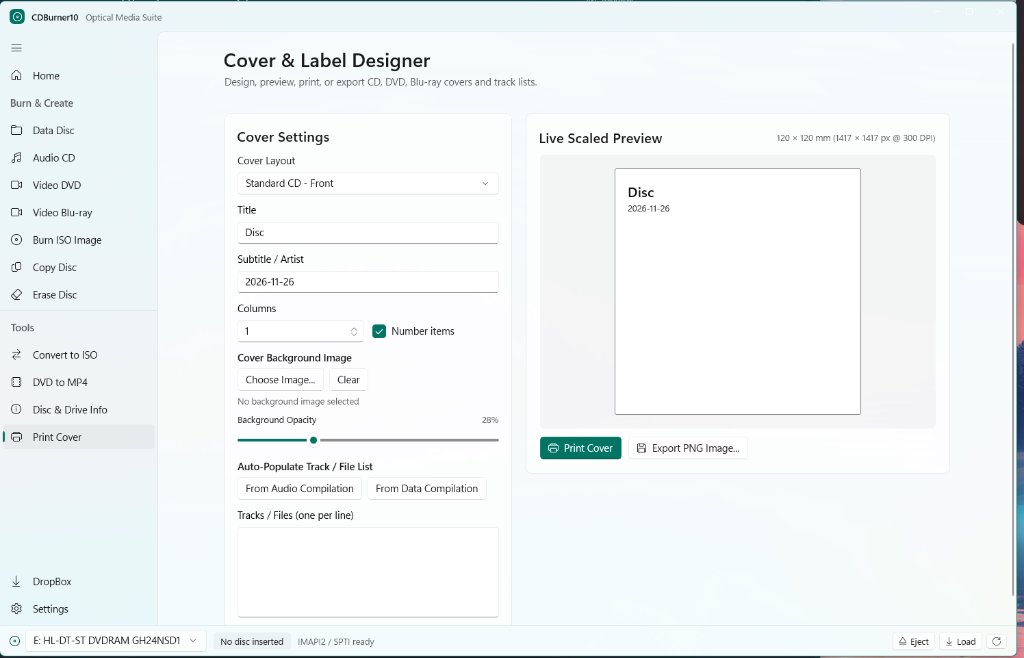 CDBurner10 Optical Media Suite
Home
Burn & Create
Data Disc
Audio CD
Video DVD
Video Blu-ray
Burn ISO Image
Copy Disc
Erase Disc
Tools
Convert to ISO
DVD to MP4
Disc & Drive Info
Print Cover
DropBox
Settings
Cover & Label Designer
Design, preview, print, or export CD, DVD, Blu-ray covers and track lists.
Cover Settings
Cover Layout
Standard CD - Front
Title
Disc
Subtitle / Artist
2026-11-26
Columns
1
Number items
Cover Background Image
Choose Image...
Clear
No background image selected
Background Opacity 28%
Auto-Populate Track / File List
From Audio Compilation
From Data Compilation
Tracks / Files (one per line)
Live Scaled Preview
120 × 120 mm (1417 × 1417 px @ 300 DPI)
Disc
2026-11-26
Print Cover
Export PNG Image...
E: HL-DT-ST DVDRAM GH24NSD1
No disc inserted
IMAPI2 / SPTI ready
Eject
Load